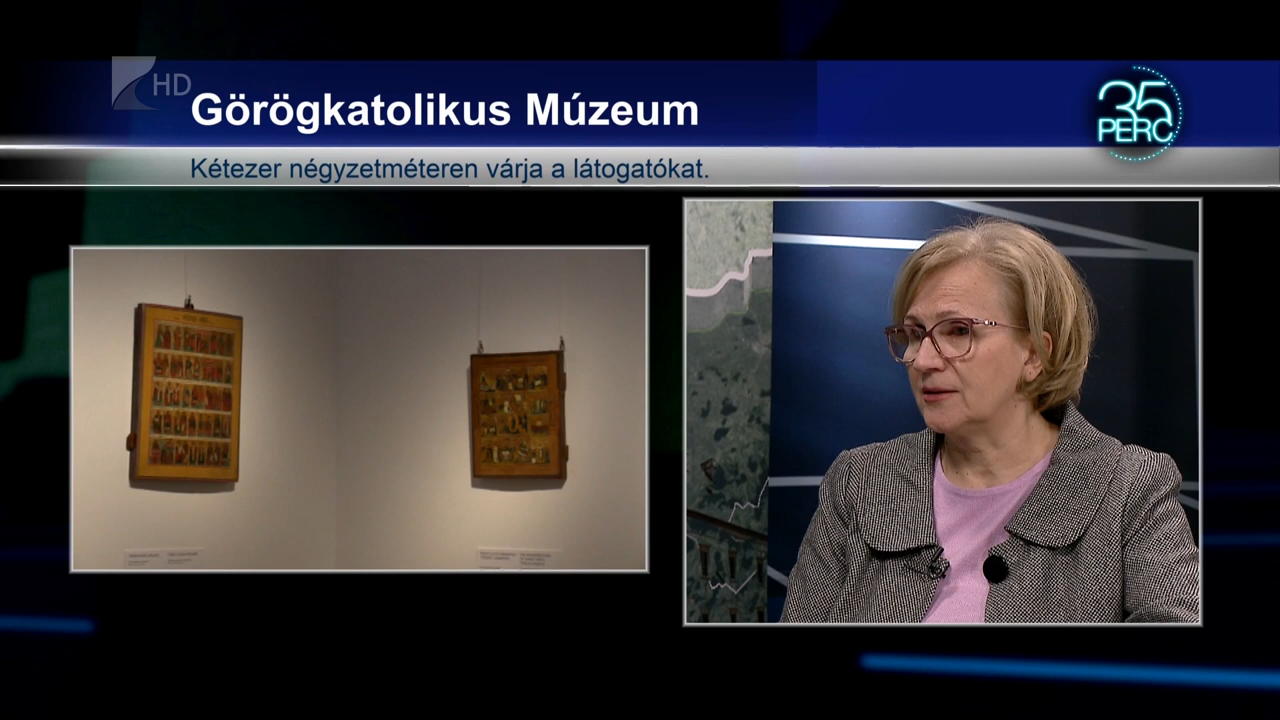 HD
Görögkatolikus Múzeum
35
PERC
Kétezer négyzetméteren várja a látogatókat.